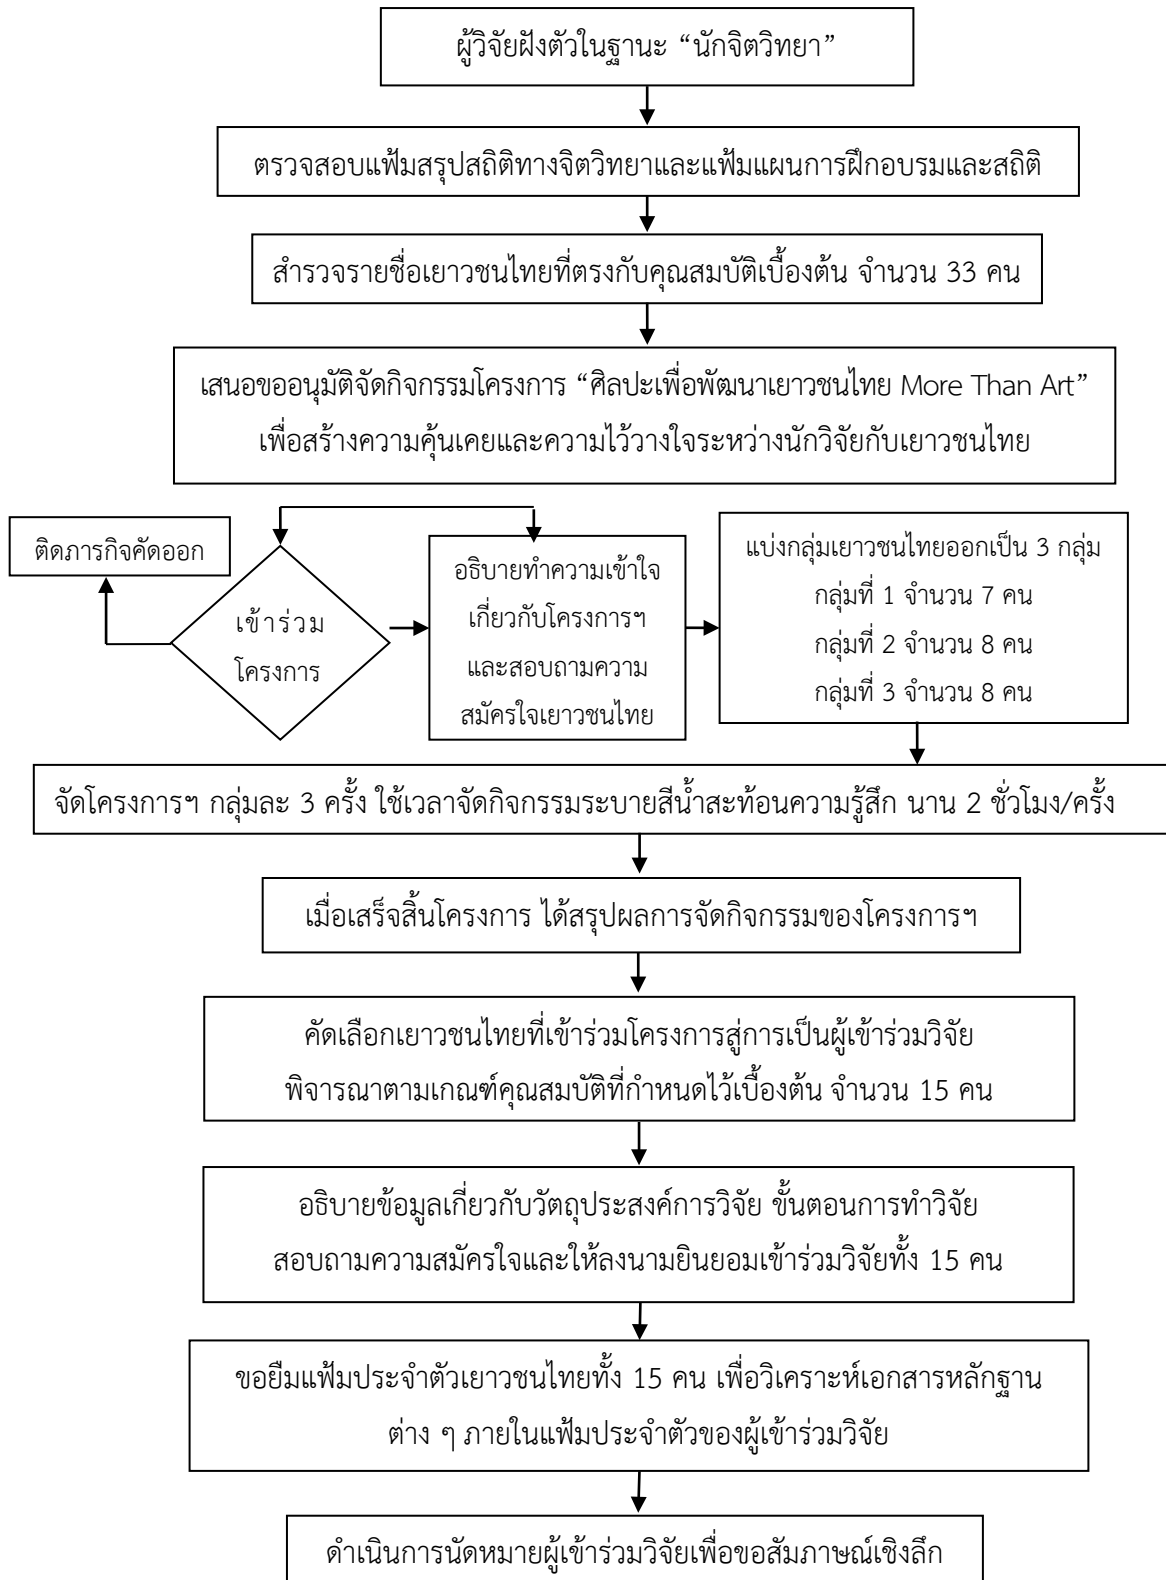 ผู้วิจัยฝังตัวในฐานะ “นักจิตวิทยา”
ตรวจสอบแฟ้มสรุปสถิติทางจิตวิทยาและแฟ้มแผนการฝึกอบรมและสถิติ
สำรวจรายชื่อเยาวชนไทยที่ตรงกับคุณสมบัติเบื้องต้น จำนวน 33 คน
เสนอขออนุมัติจัดกิจกรรมโครงการ “ศิลปะเพื่อพัฒนาเยาวชนไทย More Than Art”
เพื่อสร้างความคุ้นเคยและความไว้วางใจระหว่างนักวิจัยกับเยาวชนไทย
ติดภารกิจคัดออก
เข้าร่วม
โครงการ
อธิบายทำความเข้าใจ
เกี่ยวกับโครงการฯ
และสอบถามความ
สมัครใจเยาวชนไทย
แบ่งกลุ่มเยาวชนไทยออกเป็น 3 กลุ่ม
กลุ่มที่ 1 จำนวน 7 คน
กลุ่มที่ 2 จำนวน 8 คน
กลุ่มที่ 3 จำนวน 8 คน
จัดโครงการฯ กลุ่มละ 3 ครั้ง ใช้เวลาจัดกิจกรรมระบายสีน้ำสะท้อนความรู้สึก นาน 2 ชั่วโมง/ครั้ง
เมื่อเสร็จสิ้นโครงการ ได้สรุปผลการจัดกิจกรรมของโครงการฯ
คัดเลือกเยาวชนไทยที่เข้าร่วมโครงการสู่การเป็นผู้เข้าร่วมวิจัย
พิจารณาตามเกณฑ์คุณสมบัติที่กำหนดไว้เบื้องต้น จำนวน 15 คน
อธิบายข้อมูลเกี่ยวกับวัตถุประสงค์การวิจัย ขั้นตอนการทำวิจัย
สอบถามความสมัครใจและให้ลงนามยินยอมเข้าร่วมวิจัยทั้ง 15 คน
ขอยืมแฟ้มประจำตัวเยาวชนไทยทั้ง 15 คน เพื่อวิเคราะห์เอกสารหลักฐาน
ต่าง ๆ ภายในแฟ้มประจำตัวของผู้เข้าร่วมวิจัย
ดำเนินการนัดหมายผู้เข้าร่วมวิจัยเพื่อขอสัมภาษณ์เชิงลึก